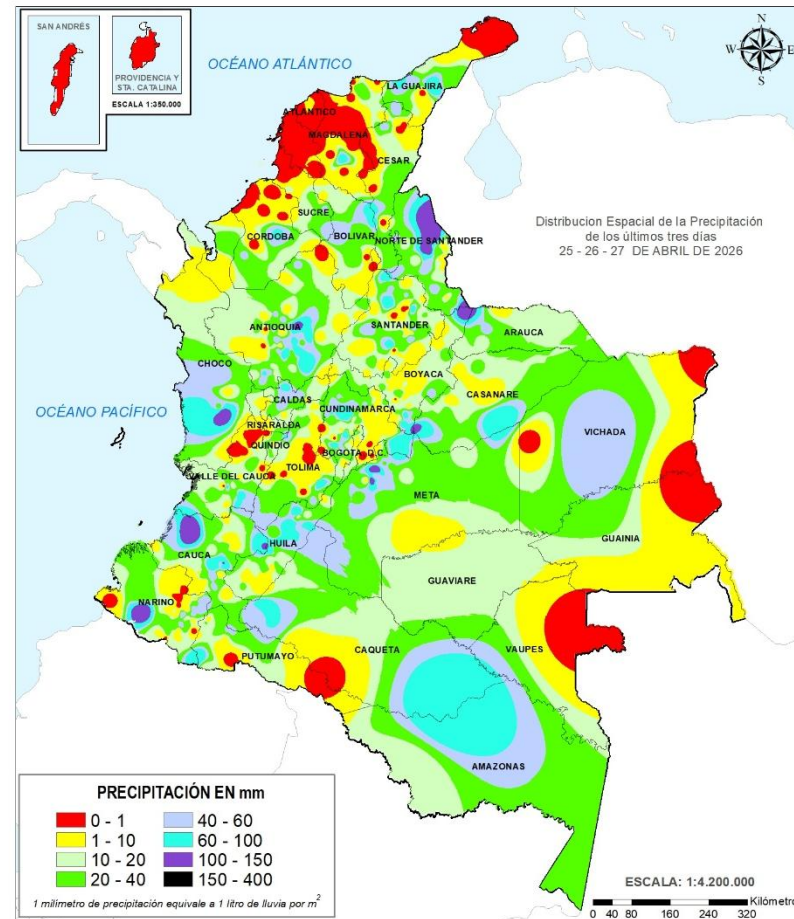 SAN ANDRÉS
PROVIDENCIA Y
STA. CATALINA
ESCALA 1:350.000
OCÉANO ATLÁNTICO
N
W E
S
LA GUAJIRA
ATLANTICO
MAGDALENA
CESAR
SUCRE
CORDOBA
BOLIVAR
NORTE DE SANTANDER
Distribucion Espacial de la Precipitación
de los últimos tres días
25 - 26 - 27 DE ABRIL DE 2026
ANTIOQUIA
SANTANDER
ARAUCA
CHOCO
BOYACA
CASANARE
OCÉANO PACÍFICO
CALDAS
CUNDINAMARCA
VICHADA
RISARALDA
QUINDIO
BOGOTA, D.C.
TOLIMA
VALLE DEL CAUCA
META
GUAINIA
CAUCA
HUILA
GUAVIARE
NARIÑO
PUTUMAYO
CAQUETA
VAUPES
AMAZONAS
PRECIPITACIÓN EN mm
0 - 1 40 - 60
1 - 10 60 - 100
10 - 20 100 - 150
20 - 40 150 - 400
1 milimetro de precipitación equivale a 1 litro de lluvia por m²
ESCALA: 1:4.200.000
Kilómetro
0 40 80 160 240 320